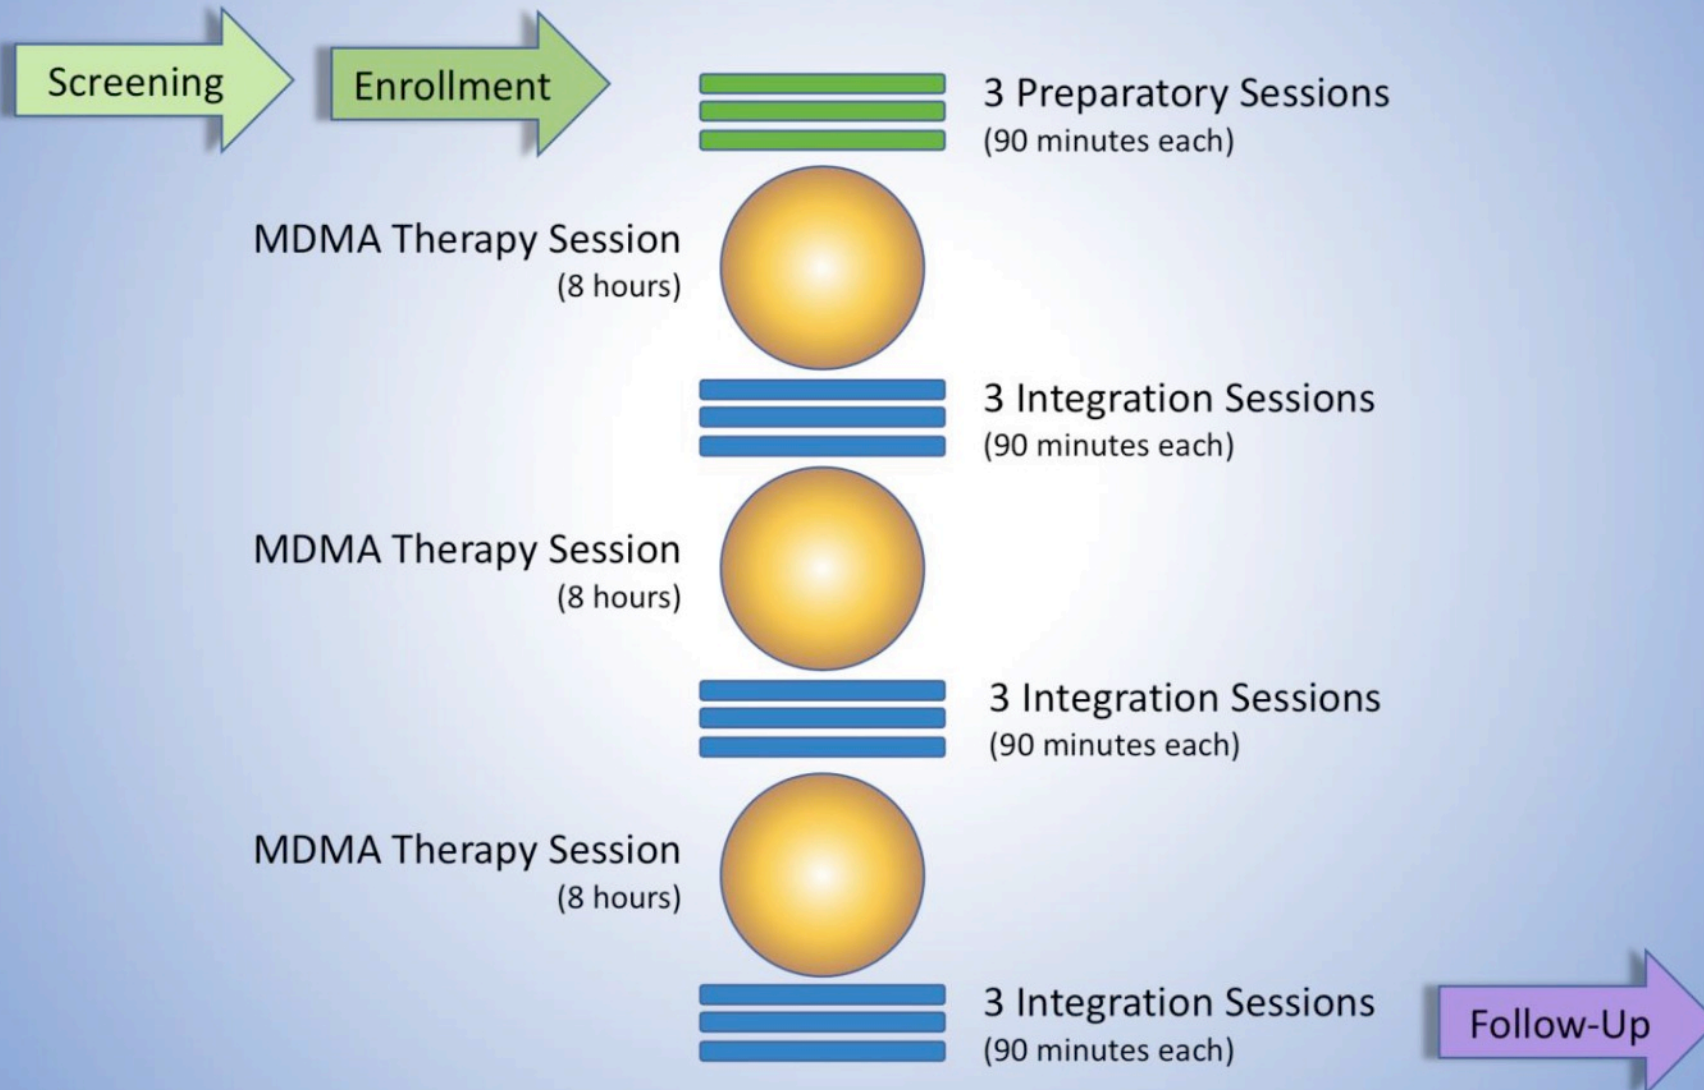 Screening
Enrollment
3 Preparatory Sessions
(90 minutes each)
MDMA Therapy Session
(8 hours)
3 Integration Sessions
(90 minutes each)
MDMA Therapy Session
(8 hours)
3 Integration Sessions
(90 minutes each)
MDMA Therapy Session
(8 hours)
3 Integration Sessions
(90 minutes each)
Follow-Up